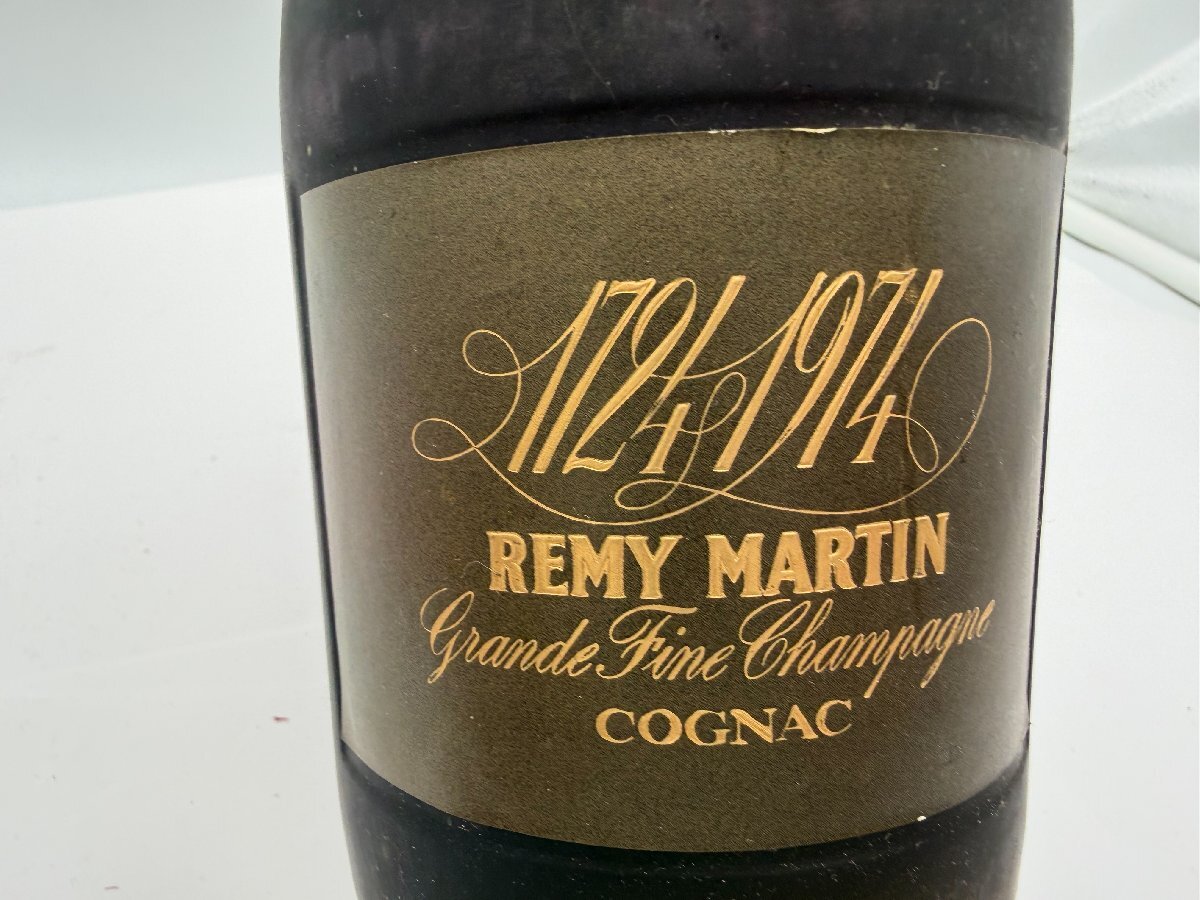 1724 1974
REMY MARTIN
Grande Fine Champagne
COGNAC